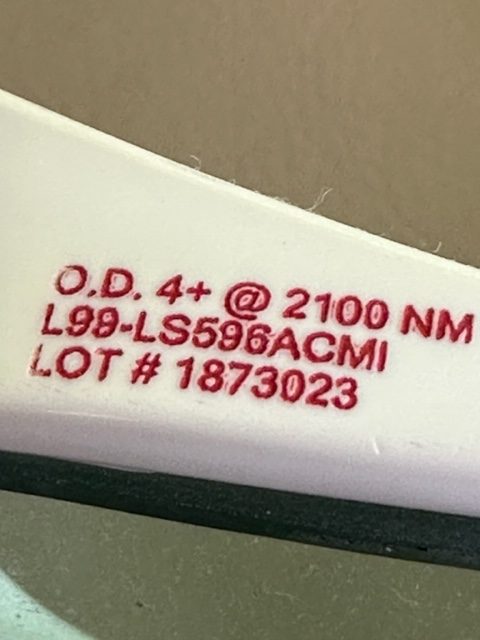 O.D. 4+ @ 2100 NM
L99-LS596ACMI
LOT # 1873023